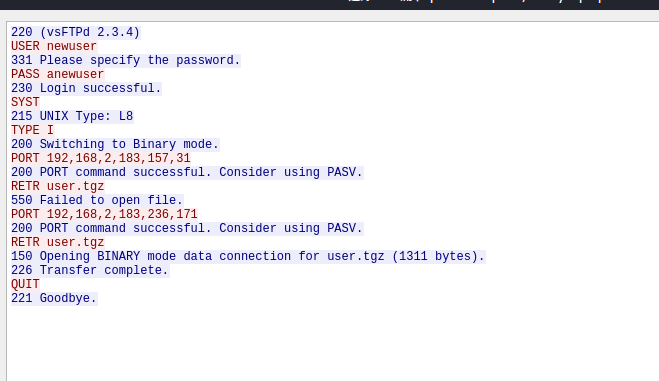 220 (vsFTPd 2.3.4)
USER newuser
331 Please specify the password.
PASS anewuser
230 Login successful.
SYST
215 UNIX Type: L8
TYPE I
200 Switching to Binary mode.
PORT 192,168,2,183,157,31
200 PORT command successful. Consider using PASV.
RETR user.tgz
550 Failed to open file.
PORT 192,168,2,183,236,171
200 PORT command successful. Consider using PASV.
RETR user.tgz
150 Opening BINARY mode data connection for user.tgz (1311 bytes).
226 Transfer complete.
QUIT
221 Goodbye.